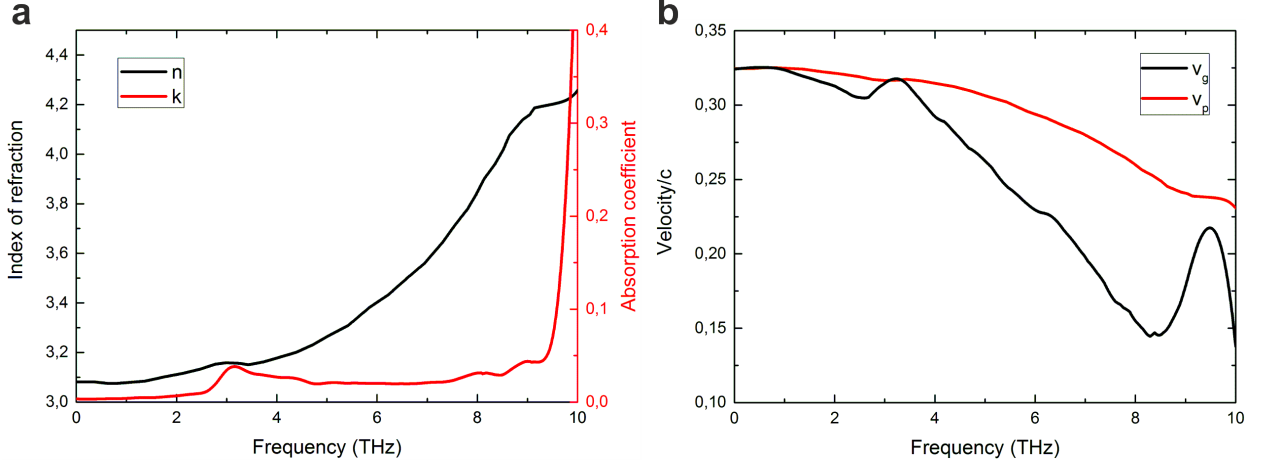 a
4,4
4,2
4,0
3,8
3,6
3,4
3,2
3,0
Index of refraction
n
k
0,4
0,3
0,2
0,1
0,0
Absorption coefficient
0 2 4 6 8 10
Frequency (THz)
b
0,35
0,30
0,25
0,20
0,15
0,10
Velocity/c
vg
vp
0 2 4 6 8 10
Frequency (THz)